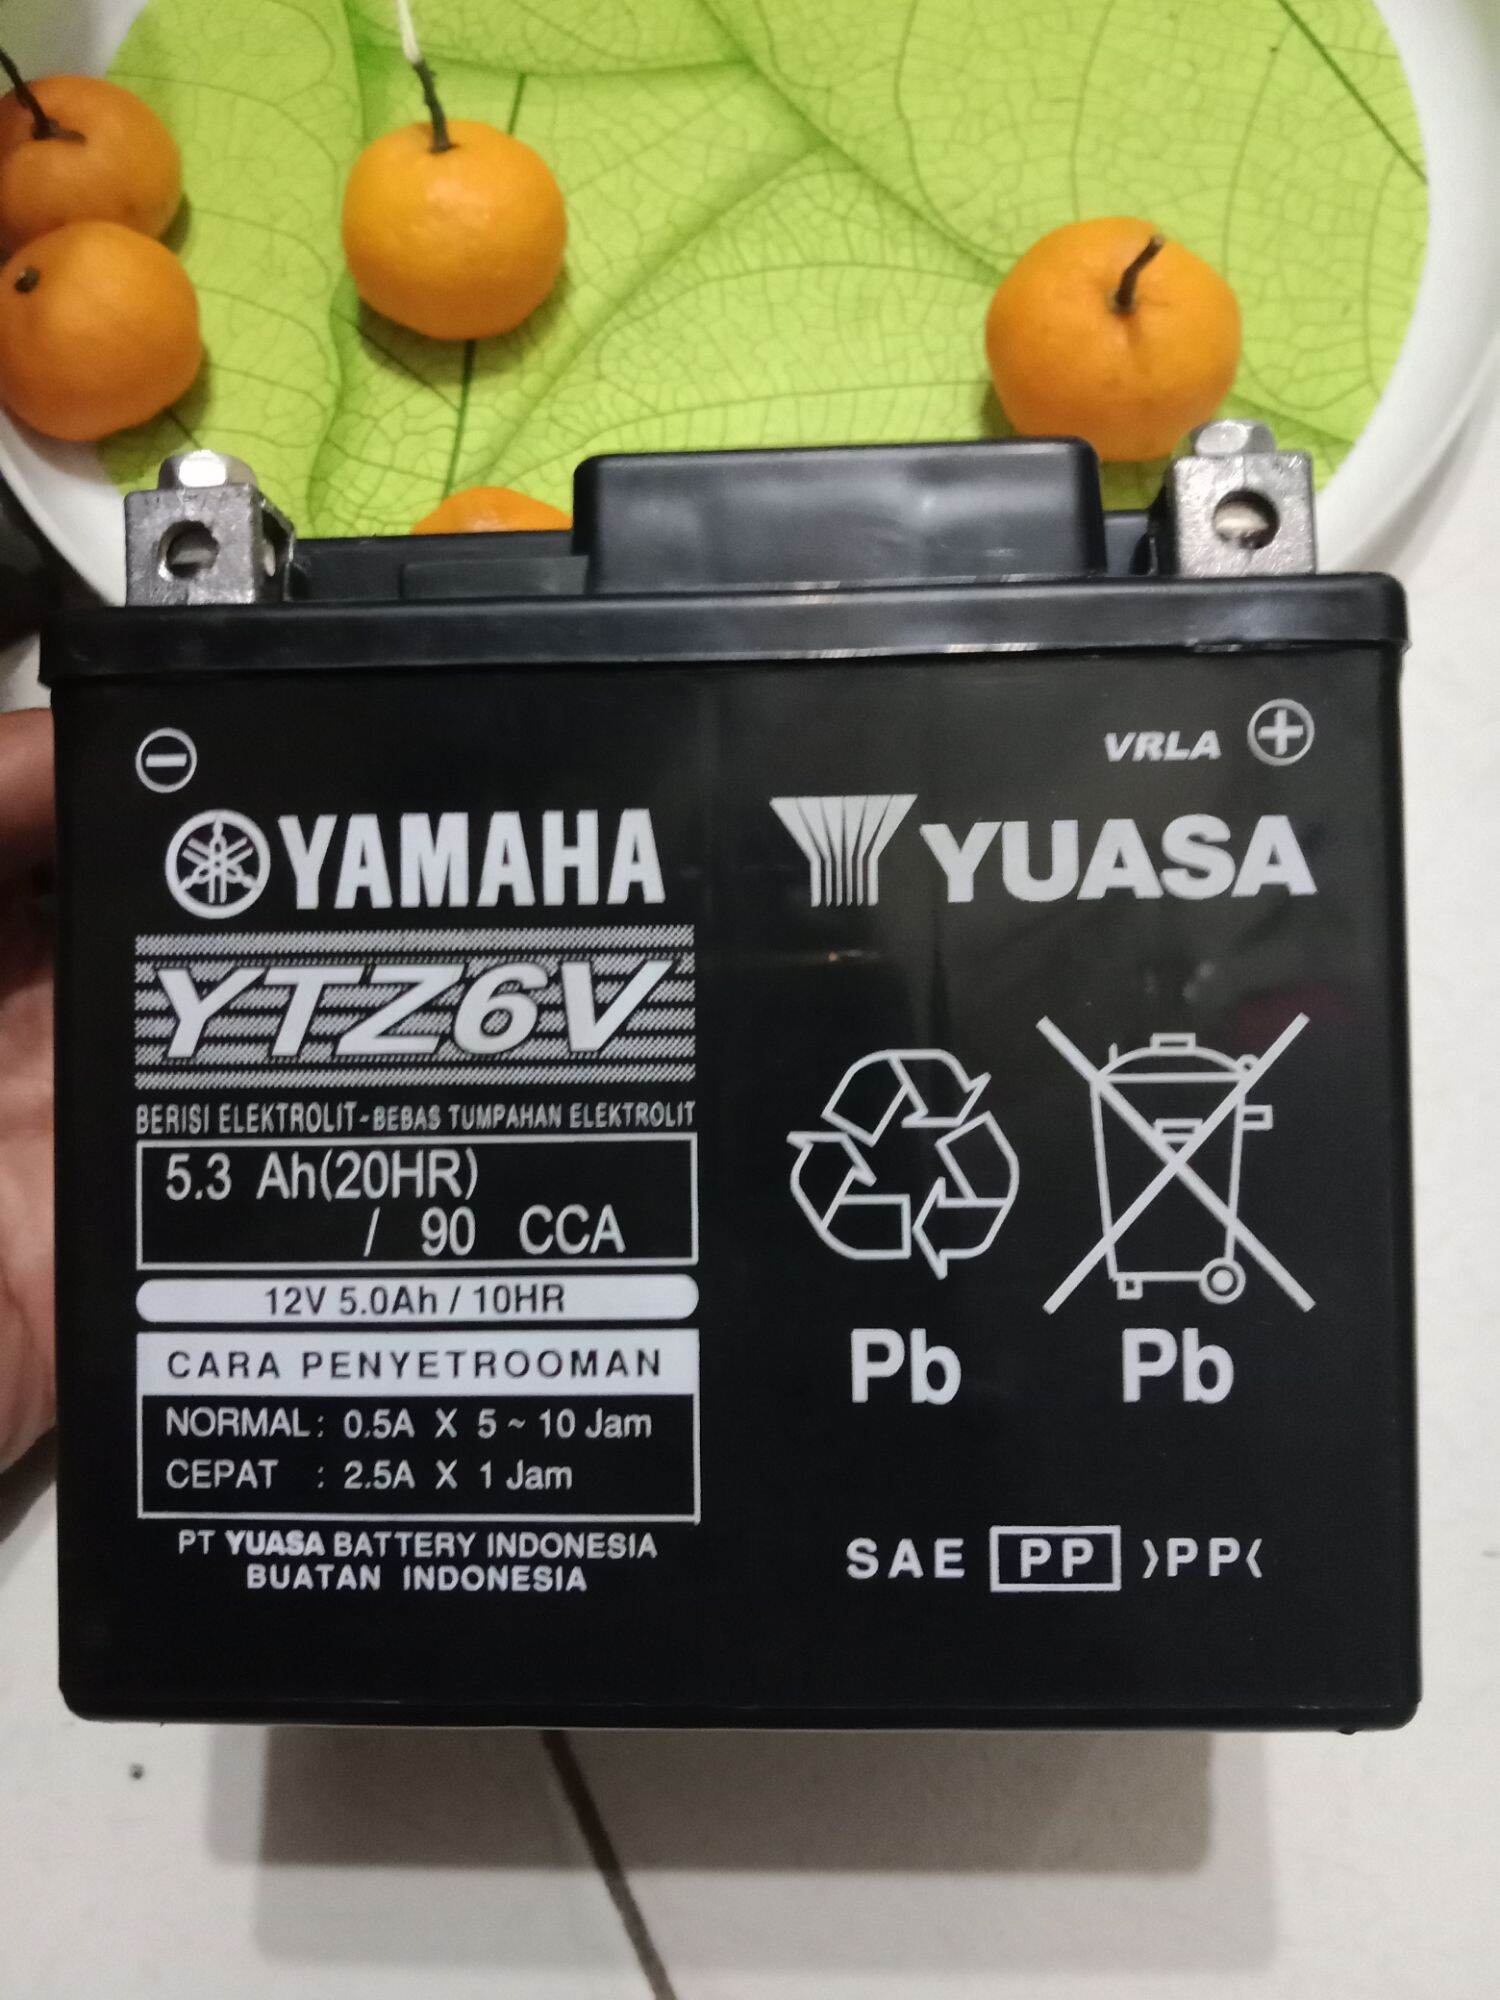 VRLA
YAMAHA
YUASA
YTZ6V
BERISI ELEKTROLIT-BEBAS TUMPAHAN ELEKTROLIT
5.3 Ah(20HR)
/ 90 CCA
12V 5.0Ah / 10HR
CARA PENYETROOMAN
NORMAL : 0.5A X 5 ~ 10 Jam
CEPAT : 2.5A X 1 Jam
PT YUASA BATTERY INDONESIA
BUATAN INDONESIA
Pb Pb
SAE PP >PP<